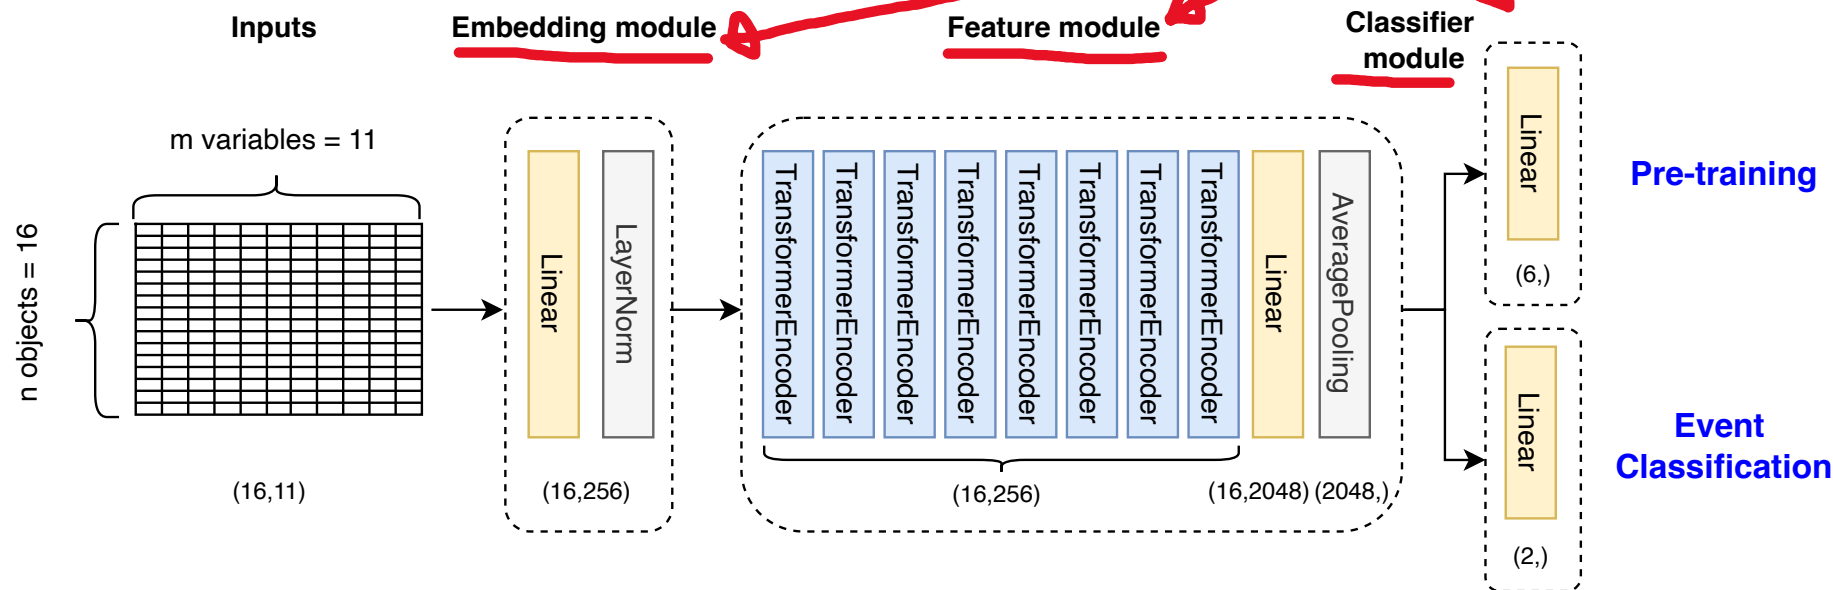 Inputs
Embedding module
Feature module
Classifier
module
m variables = 11
n objects = 16
(16,11)
Linear
LayerNorm
(16,256)
TransformerEncoder
TransformerEncoder
TransformerEncoder
TransformerEncoder
TransformerEncoder
TransformerEncoder
TransformerEncoder
TransformerEncoder
Linear
AveragePooling
(16,256)
(16,2048)
(2048,)
Linear
(6,)
Pre-training
Linear
(2,)
Event
Classification